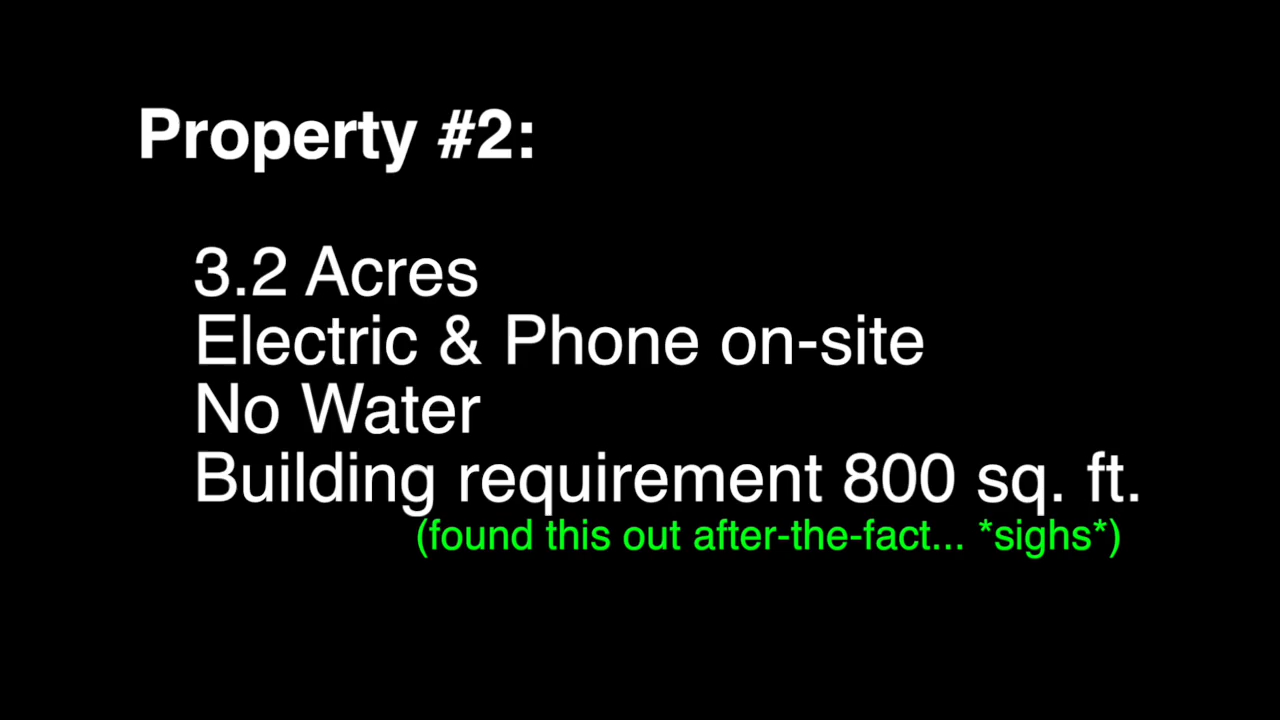 Property #2:
3.2 Acres
Electric & Phone on-site
No Water
Building requirement 800 sq. ft.
(found this out after-the-fact... *sighs*)